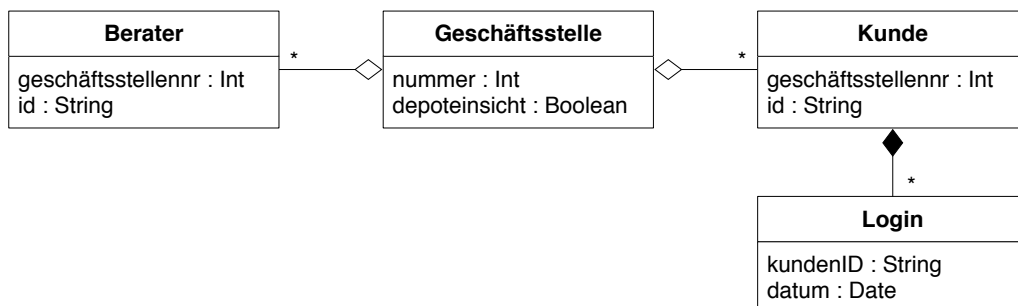 Berater
geschäftsstellennr : Int
id : String
*
Geschäftsstelle
nummer : Int
depoteinsicht : Boolean
*
Kunde
geschäftsstellennr : Int
id : String
*
Login
kundenID : String
datum : Date